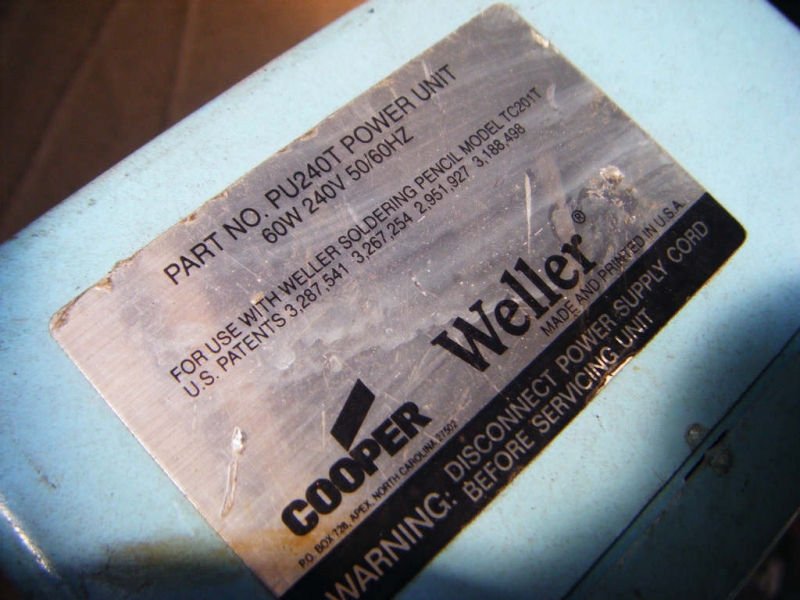 PART NO. PU240T POWER UNIT
60W 240V 50/60HZ
FOR USE WITH WELLER SOLDERING PENCIL MODEL TC201T
U.S. PATENTS 3,287,541 3,267,254 2,951,927 3,188,498
Weller®
MADE AND PRINTED IN U.S.A.
COOPER
P.O. BOX 728, APEX, NORTH CAROLINA 27502
WARNING: DISCONNECT POWER SUPPLY CORD
BEFORE SERVICING UNIT